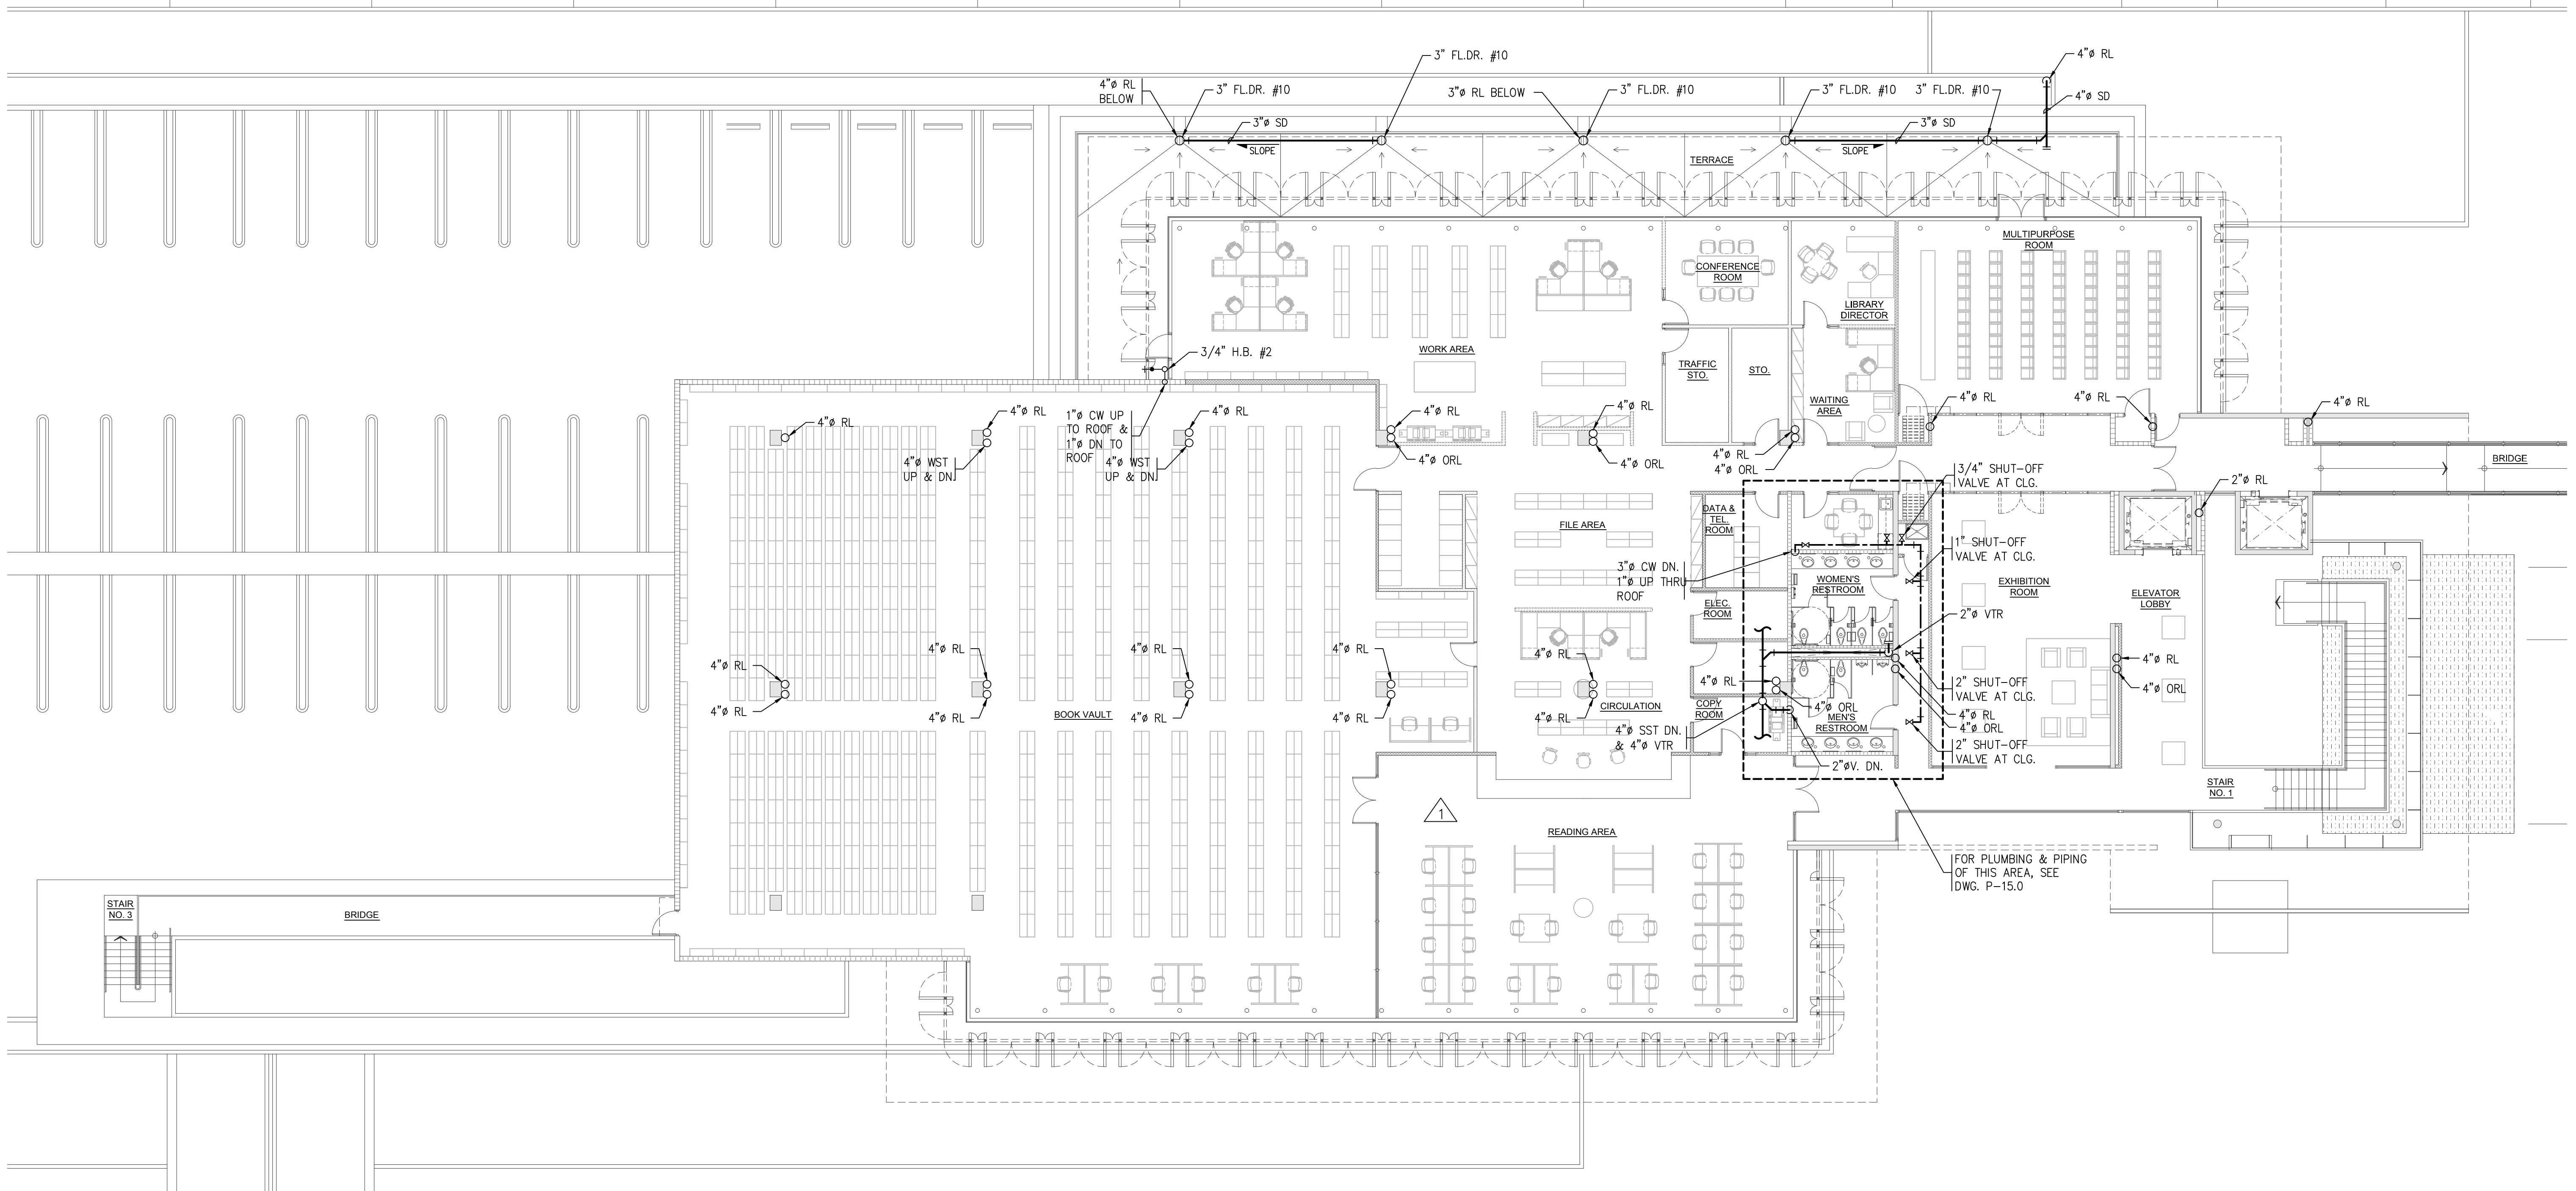 4"ø RL
3" FL.DR. #10
4"ø RL
BELOW
3" FL.DR. #10
3"ø RL BELOW
3" FL.DR. #10
3" FL.DR. #10
3" FL.DR. #10
4"ø SD
3"ø SD
3"ø SD
SLOPE
SLOPE
TERRACE
MULTIPURPOSE
ROOM
CONFERENCE
ROOM
LIBRARY
DIRECTOR
WORK AREA
3/4" H.B. #2
TRAFFIC
STO.
STO.
WAITING
AREA
4"ø RL
4"ø RL
4"ø RL
4"ø RL
4"ø RL
4"ø RL
4"ø RL
4"ø RL
1"ø CW UP
TO ROOF &
1"ø DN TO
ROOF
4"ø WST
UP & DN.
4"ø WST
UP & DN.
4"ø ORL
4"ø ORL
4"ø RL
4"ø ORL
BRIDGE
3/4" SHUT-OFF
VALVE AT CLG.
2"ø RL
DATA &
TEL.
ROOM
FILE AREA
1" SHUT-OFF
VALVE AT CLG.
3"ø CW DN.
1"ø UP THRU
ROOF
WOMEN'S
RESTROOM
EXHIBITION
ROOM
ELEVATOR
LOBBY
ELEC.
ROOM
2"ø VTR
4"ø RL
4"ø RL
4"ø RL
4"ø RL
4"ø RL
4"ø RL
4"ø RL
4"ø RL
2" SHUT-OFF
VALVE AT CLG.
4"ø ORL
4"ø RL
4"ø RL
4"ø RL
4"ø RL
4"ø RL
BOOK VAULT
CIRCULATION
COPY
ROOM
4"ø ORL
MEN'S
RESTROOM
4"ø RL
4"ø ORL
4"ø SST DN.
& 4"ø VTR
2" SHUT-OFF
VALVE AT CLG.
2"øV. DN.
STAIR
NO. 1
1
READING AREA
FOR PLUMBING & PIPING
OF THIS AREA, SEE
DWG. P-15.0
STAIR
NO. 3
BRIDGE